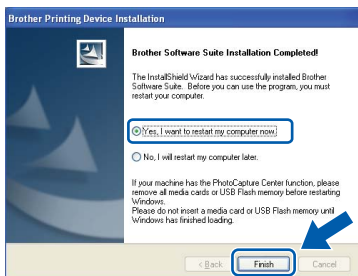 Brother Printing Device Installation
Brother Software Suite Installation Completed!
The InstallShield Wizard has successfully installed Brother
Software Suite. Before you can use the program, you must
restart your computer.
Yes, I want to restart my computer now.
No, I will restart my computer later.
If your machine has the PhotoCapture Center function, please
remove all media cards or USB Flash memory before restarting
Windows.
Please do not insert a media card or USB Flash memory until
Windows has finished loading.
< Back
Finish
Cancel